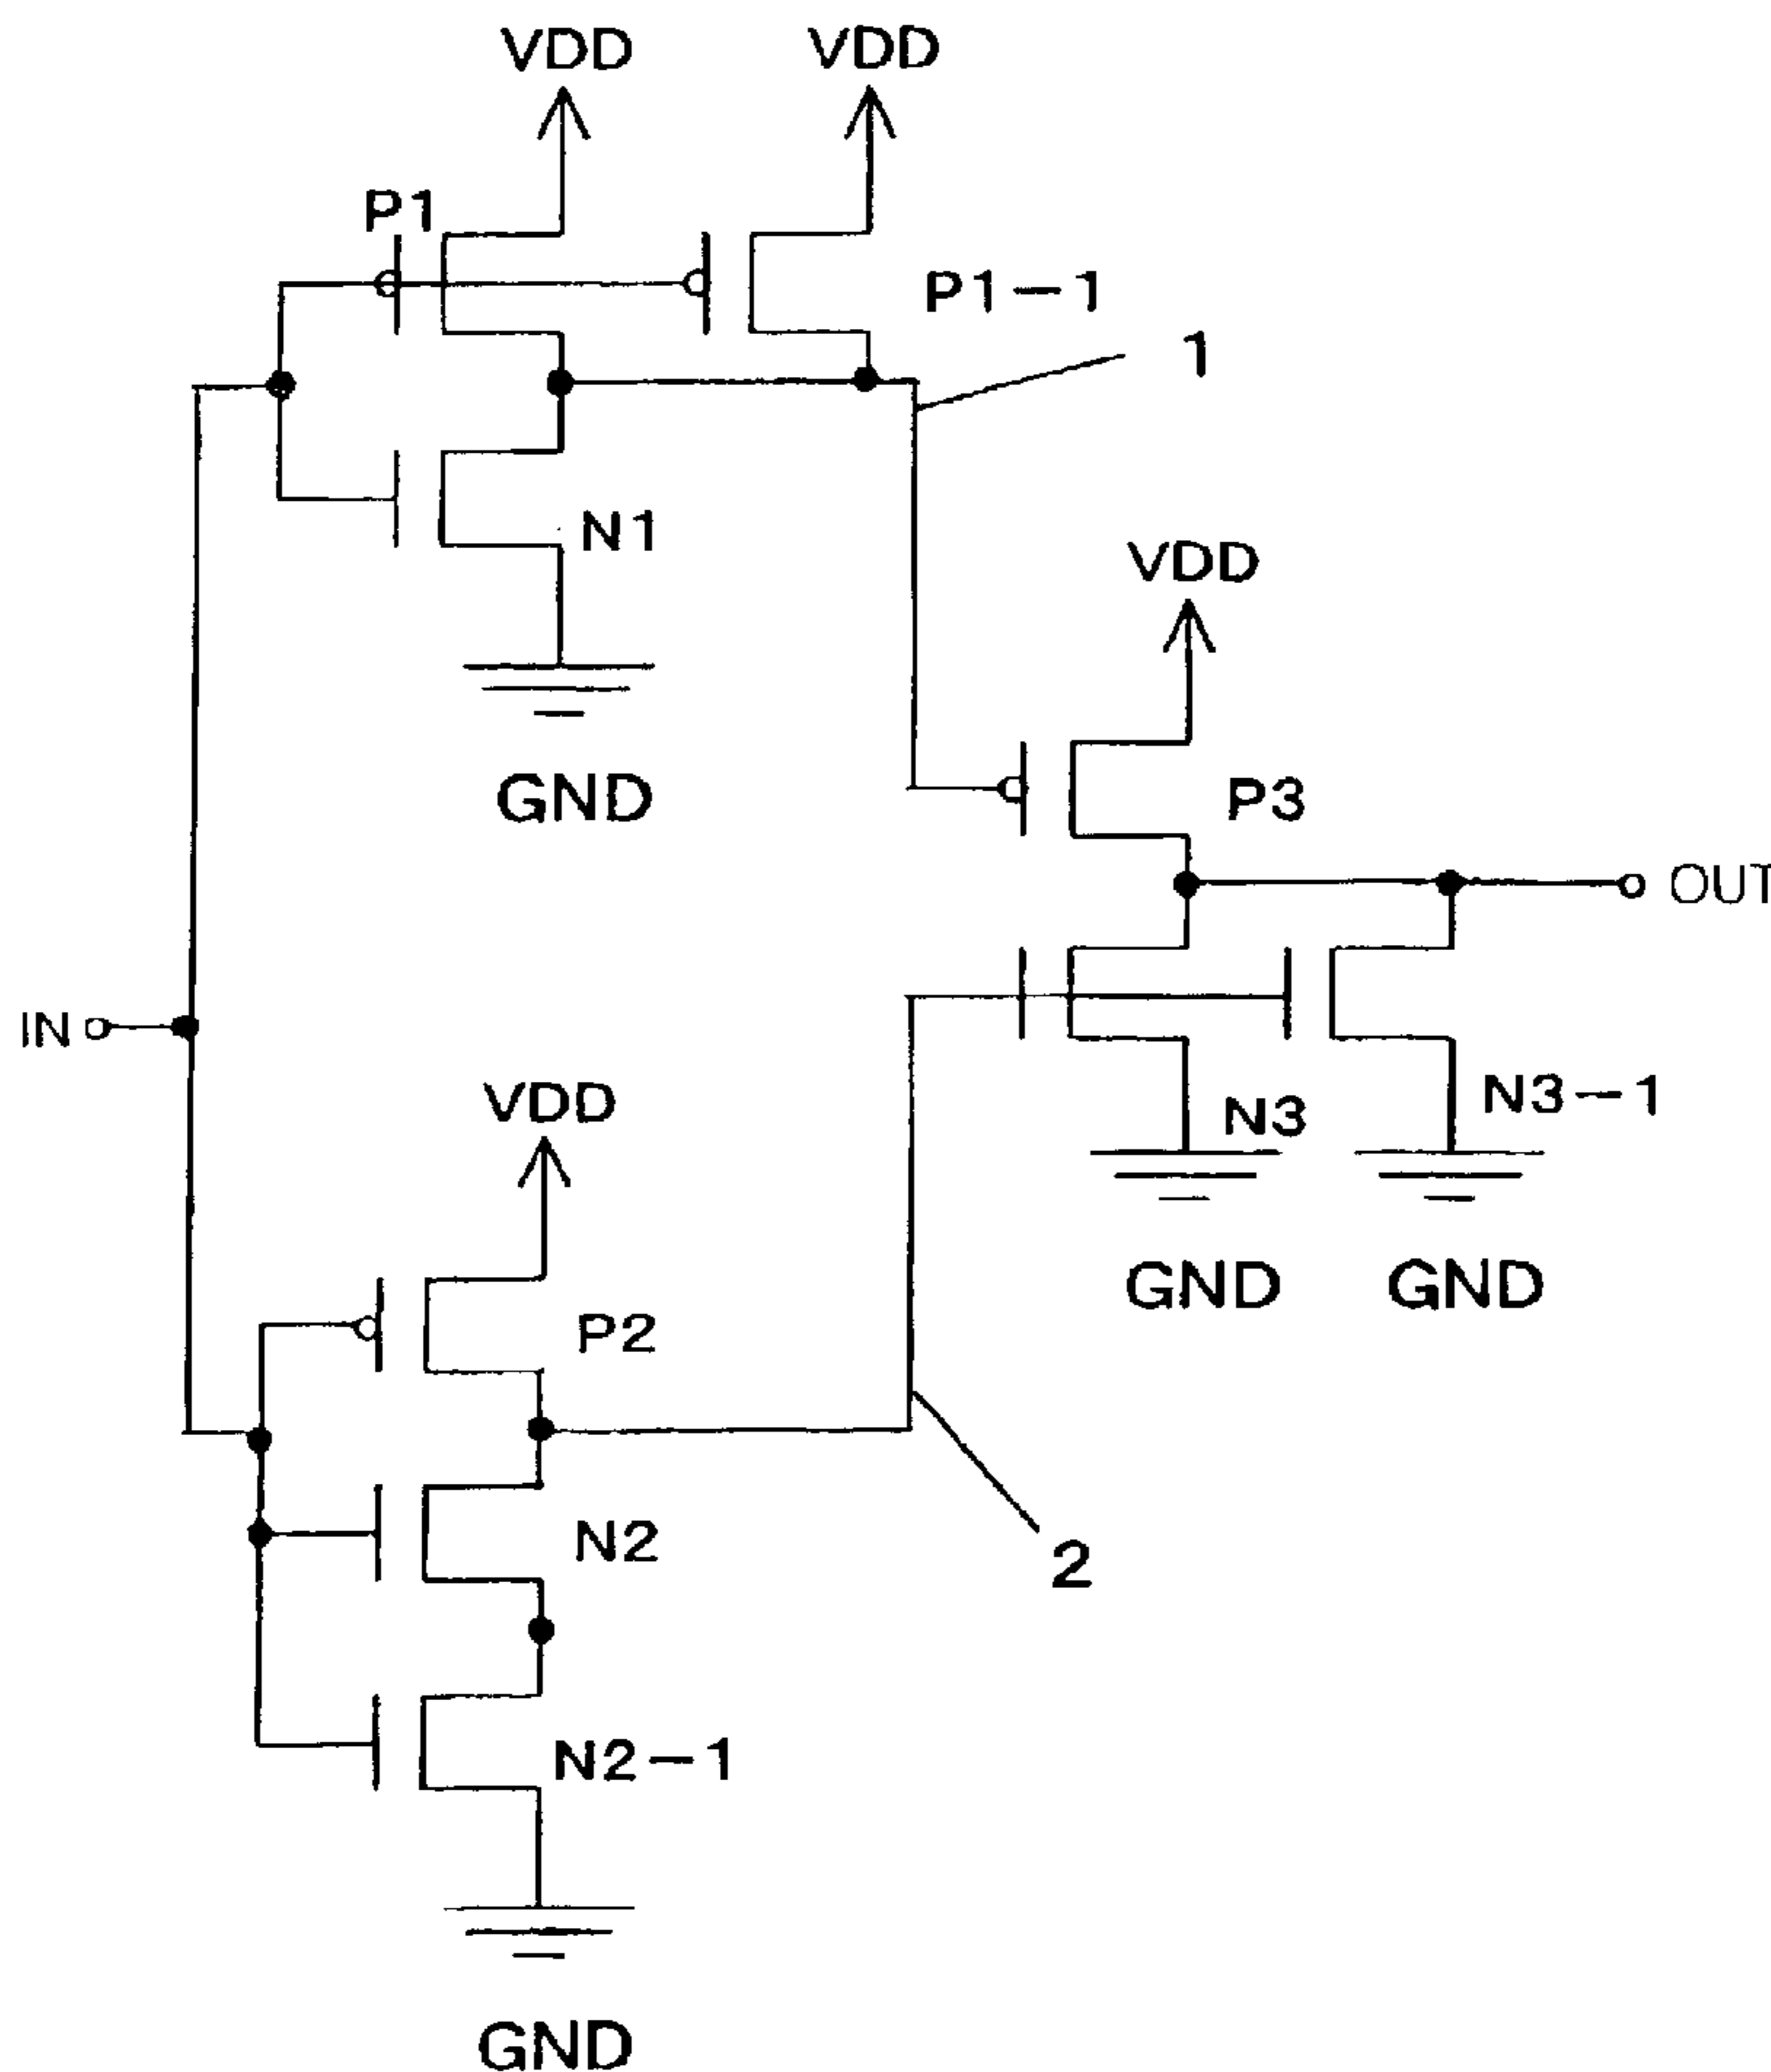 VDD
VDD
P1
P1-1
1
N1
VDD
GND
P3
OUT
IN
VDD
N3
N3-1
GND
GND
P2
N2
2
N2-1
GND